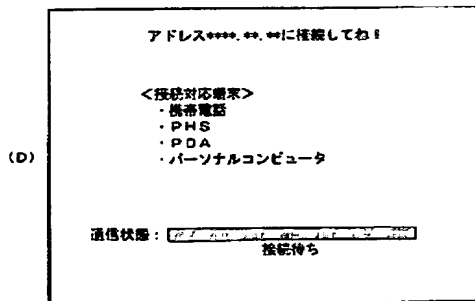 アドレス****.**.**に接続してね!
<接続対応端末>
・携帯電話
・PHS
・PDA
・パーソナルコンピュータ
(D)
通信状態:
接続待ち